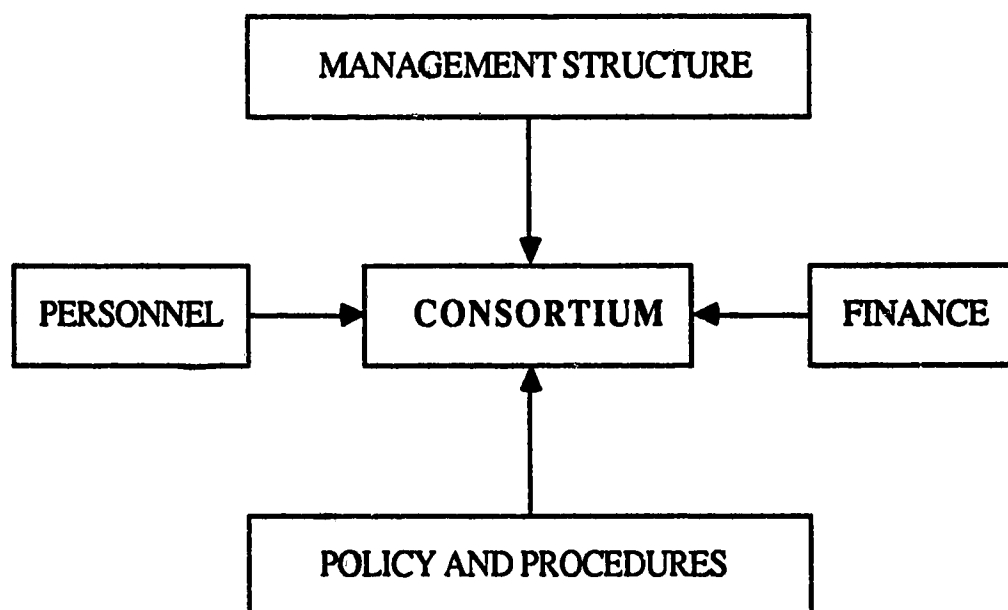 MANAGEMENT STRUCTURE
PERSONNEL
CONSORTIUM
FINANCE
POLICY AND PROCEDURES